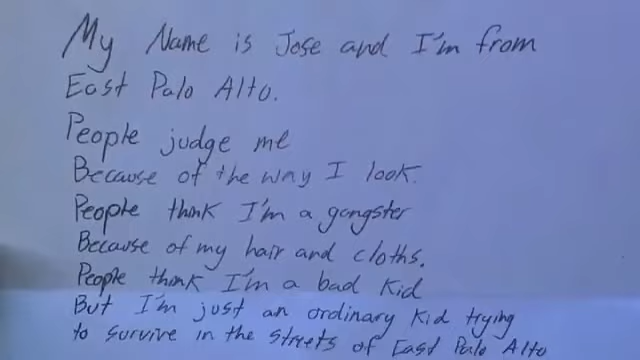 My Name is Jose and I'm from
East Palo Alto.
People judge me
Because of the way I look.
People think I'm a gangster
Because of my hair and cloths.
People think I'm a bad kid
But I'm just an ordinary kid trying
to survive in the streets of East Palo Alto